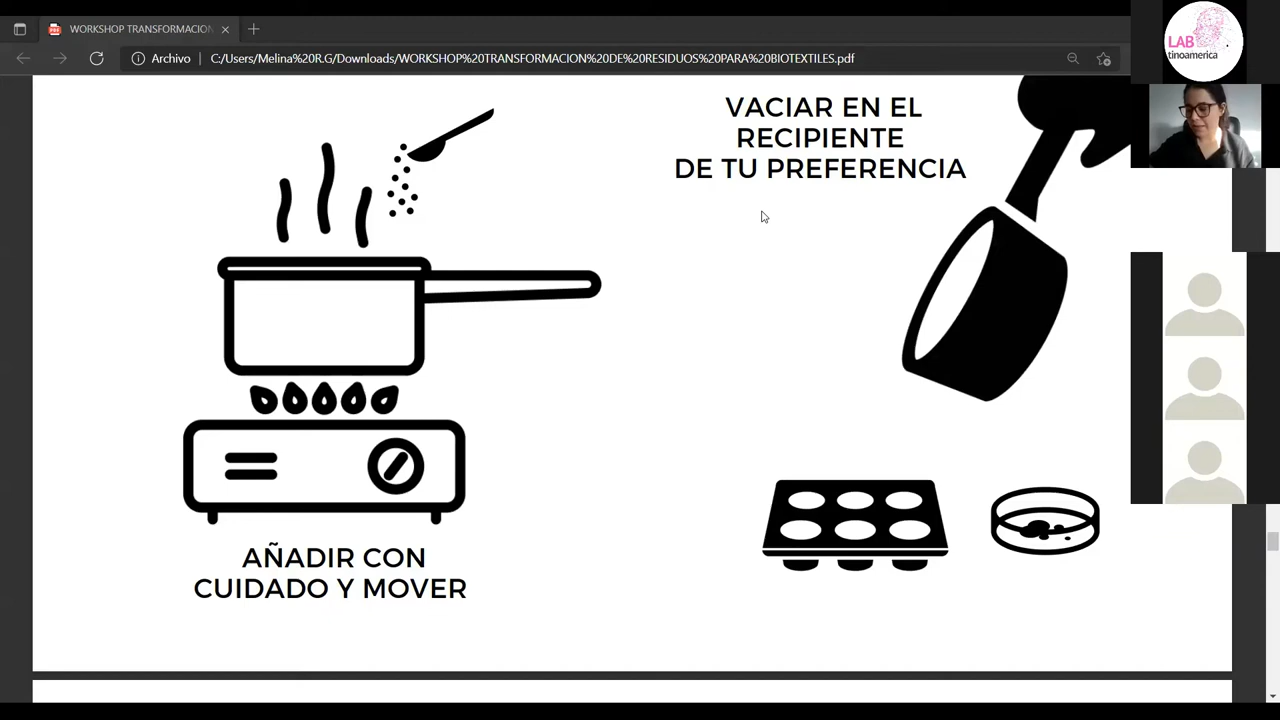 WORKSHOP TRANSFORMACION
Archivo
C:/Users/Melina%20R.G/Downloads/WORKSHOP%20TRANSFORMACION%20DE%20RESIDUOS%20PARA%20BIOTEXTILES.pdf
LAB
tinoamerica
VACIAR EN EL
RECIPIENTE
DE TU PREFERENCIA
AÑADIR CON
CUIDADO Y MOVER